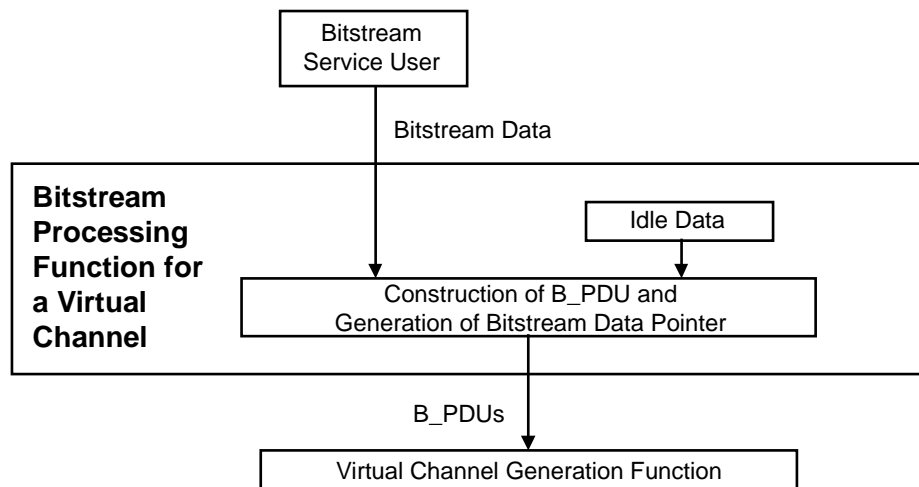 Bitstream
Service User
Bitstream Data
Bitstream
Processing
Function for
a Virtual
Channel
Idle Data
Construction of B_PDU and
Generation of Bitstream Data Pointer
B_PDUs
Virtual Channel Generation Function